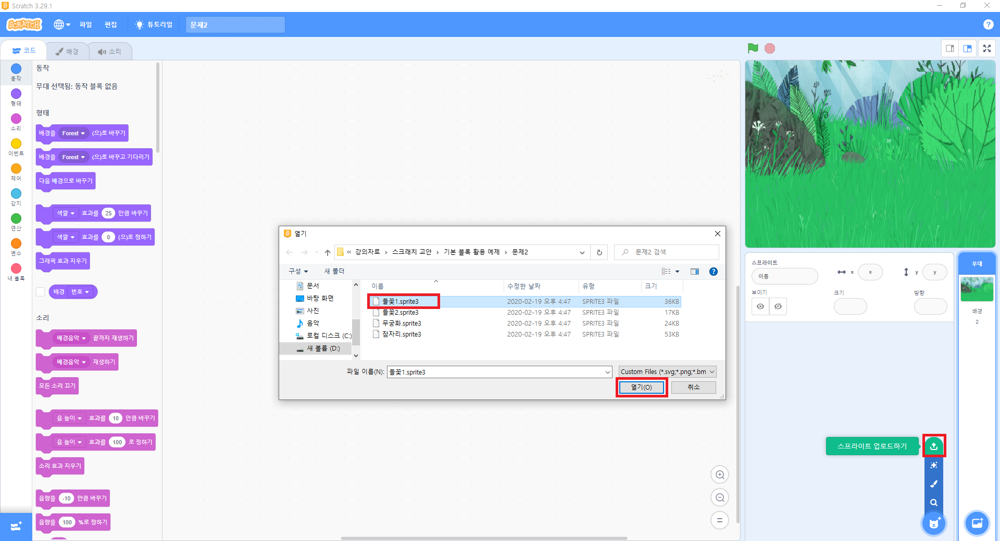 Scratch 3.29.1
SCRATCH
파일
편집
튜토리얼
문제2
코드
배경
소리
동작
형태
소리
이벤트
제어
감지
연산
변수
내 블록
동작
무대 선택됨: 동작 블록 없음
형태
배경을 Forest (으)로 바꾸기
배경을 Forest (으)로 바꾸고 기다리기
다음 배경으로 바꾸기
색깔 효과를 25 만큼 바꾸기
색깔 효과를 0 (으)로 정하기
그래픽 효과 지우기
배경 번호
소리
배경음악 끝까지 재생하기
배경음악 재생하기
모든 소리 끄기
음 높이 효과를 10 만큼 바꾸기
음 높이 효과를 100 로 정하기
소리 효과 지우기
음량을 -10 만큼 바꾸기
음량을 100 %로 정하기
열기
« 강의자료 › 스크래치 교안 › 기본 블록 활용 예제 › 문제2
문제2 검색
구성
새 폴더
문서
바탕 화면
사진
음악
로컬 디스크 (C:)
새 볼륨 (D:)
이름 수정한 날짜 유형 크기
들꽃1.sprite3 2020-02-19 오후 4:47 SPRITE3 파일 36KB
들꽃2.sprite3 2020-02-19 오후 4:47 SPRITE3 파일 17KB
무궁화.sprite3 2020-02-19 오후 4:47 SPRITE3 파일 24KB
잠자리.sprite3 2020-02-19 오후 4:47 SPRITE3 파일 53KB
파일 이름(N): 들꽃1.sprite3
Custom Files (*.svg;*.png;*.bm
열기(O)
취소
스프라이트
이름
x x
y y
보이기
크기
방향
무대
배경
2
스프라이트 업로드하기